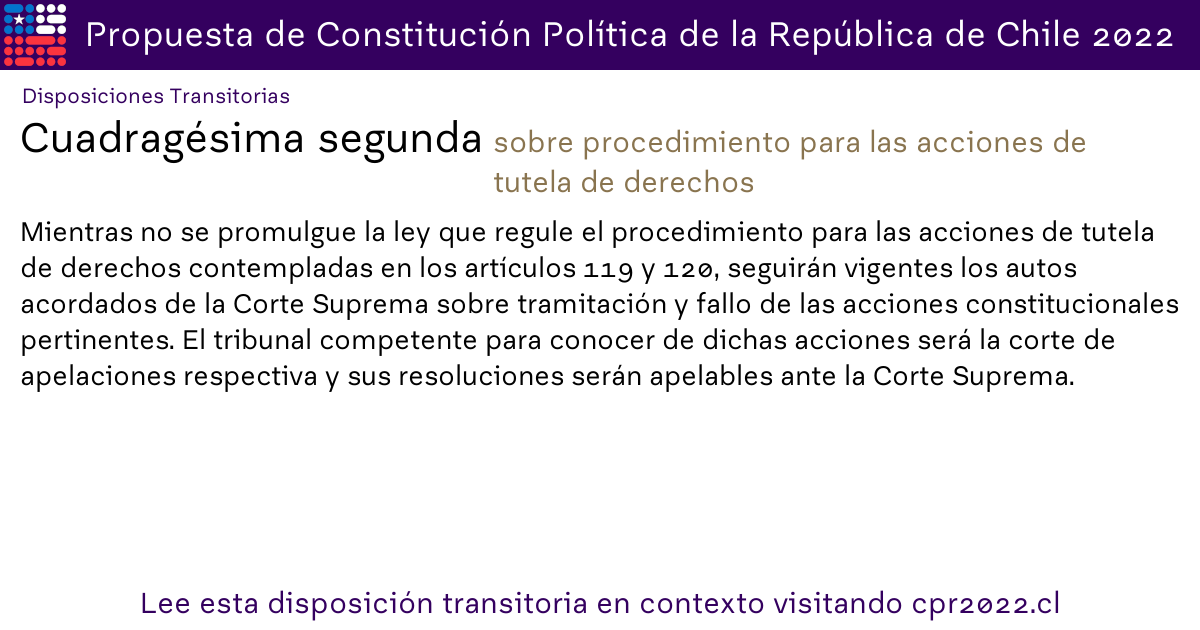 Propuesta de Constitución Política de la República de Chile 2022
Disposiciones Transitorias
Cuadragésima segunda sobre procedimiento para las acciones de
tutela de derechos
Mientras no se promulgue la ley que regule el procedimiento para las acciones de tutela
de derechos contempladas en los artículos 119 y 120, seguirán vigentes los autos
acordados de la Corte Suprema sobre tramitación y fallo de las acciones constitucionales
pertinentes. El tribunal competente para conocer de dichas acciones será la corte de
apelaciones respectiva y sus resoluciones serán apelables ante la Corte Suprema.
Lee esta disposición transitoria en contexto visitando cpr2022.cl